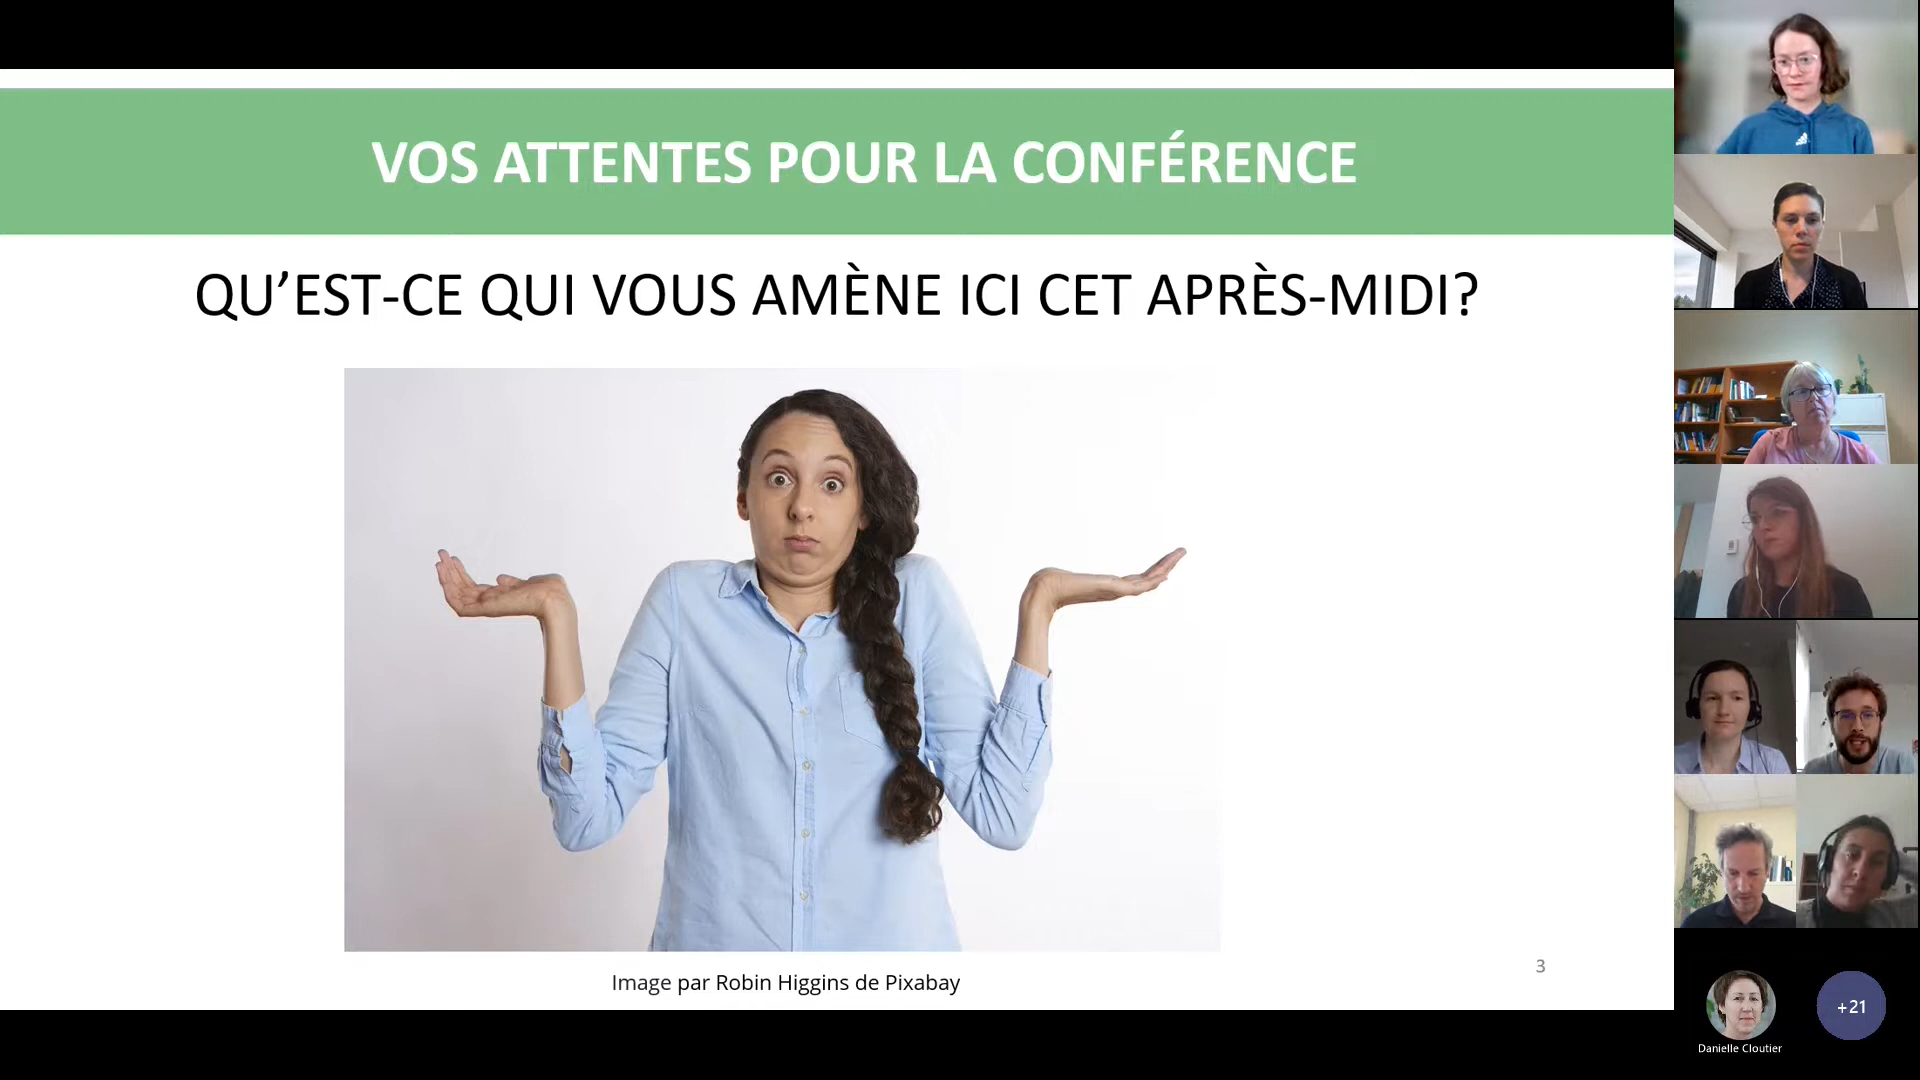 VOS ATTENTES POUR LA CONFÉRENCE
QU’EST-CE QUI VOUS AMÈNE ICI CET APRÈS-MIDI?
Image par Robin Higgins de Pixabay
3
+21
Danielle Cloutier